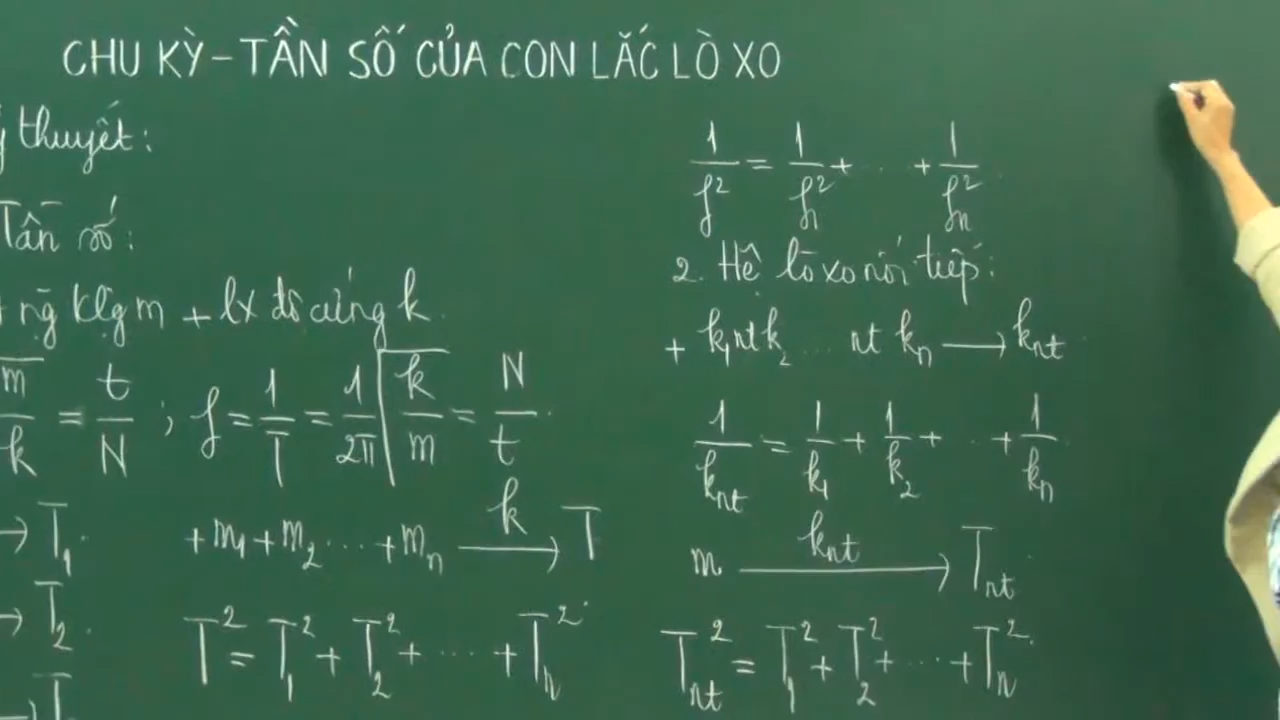 CHU KỲ - TẦN SỐ CỦA CON LẮC LÒ XO
thuyết:
Tần số:
klg m + lx độ cứng k
m/k = t/N ; f = 1/T = 1/2π √(k/m) = N/t
→ T₁.
+ m₁ + m₂ ... + mₙ —k→ T
→ T₂.
T² = T₁² + T₂² + ... + Tₙ²
→ T
1/f² = 1/f₁² + ... + 1/fₙ²
2. Hệ lò xo nối tiếp:
+ k₁ nt k₂ ... nt kₙ → kₙₜ
1/kₙₜ = 1/k₁ + 1/k₂ + ... + 1/kₙ
m —kₙₜ→ Tₙₜ
Tₙₜ² = T₁² + T₂² + ... + Tₙ²